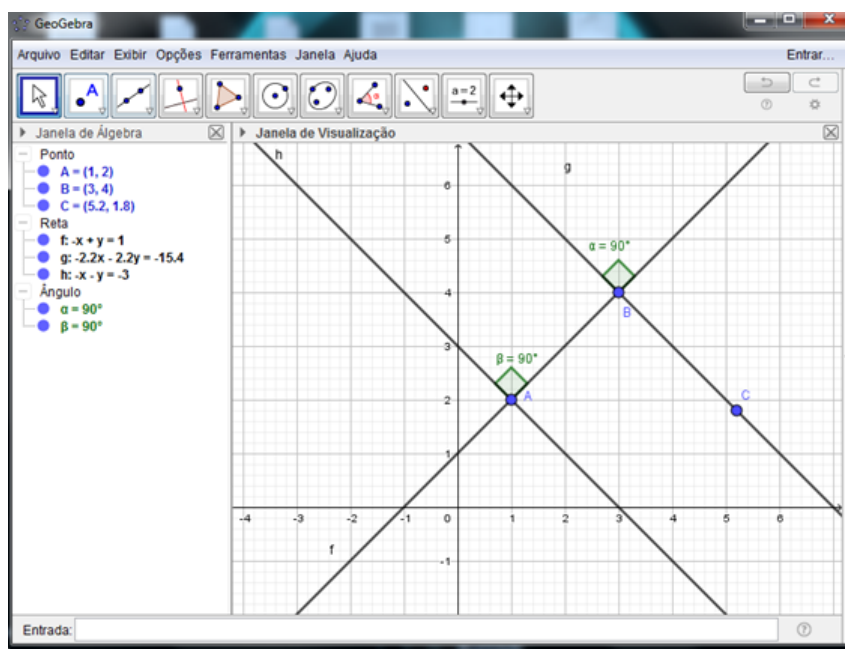 GeoGebra
Arquivo Editar Exibir Opções Ferramentas Janela Ajuda Entrar...
A a=2
Janela de Álgebra
Ponto
A = (1, 2)
B = (3, 4)
C = (5.2, 1.8)
Reta
f: -x + y = 1
g: -2.2x - 2.2y = -15.4
h: -x - y = -3
Ângulo
α = 90°
β = 90°
Janela de Visualização
h
g
6
α = 90°
5
4
B
3
β = 90°
2
A
C
1
-4 -3 -2 -1 0 1 2 3 4 5 6
f
-1
Entrada: